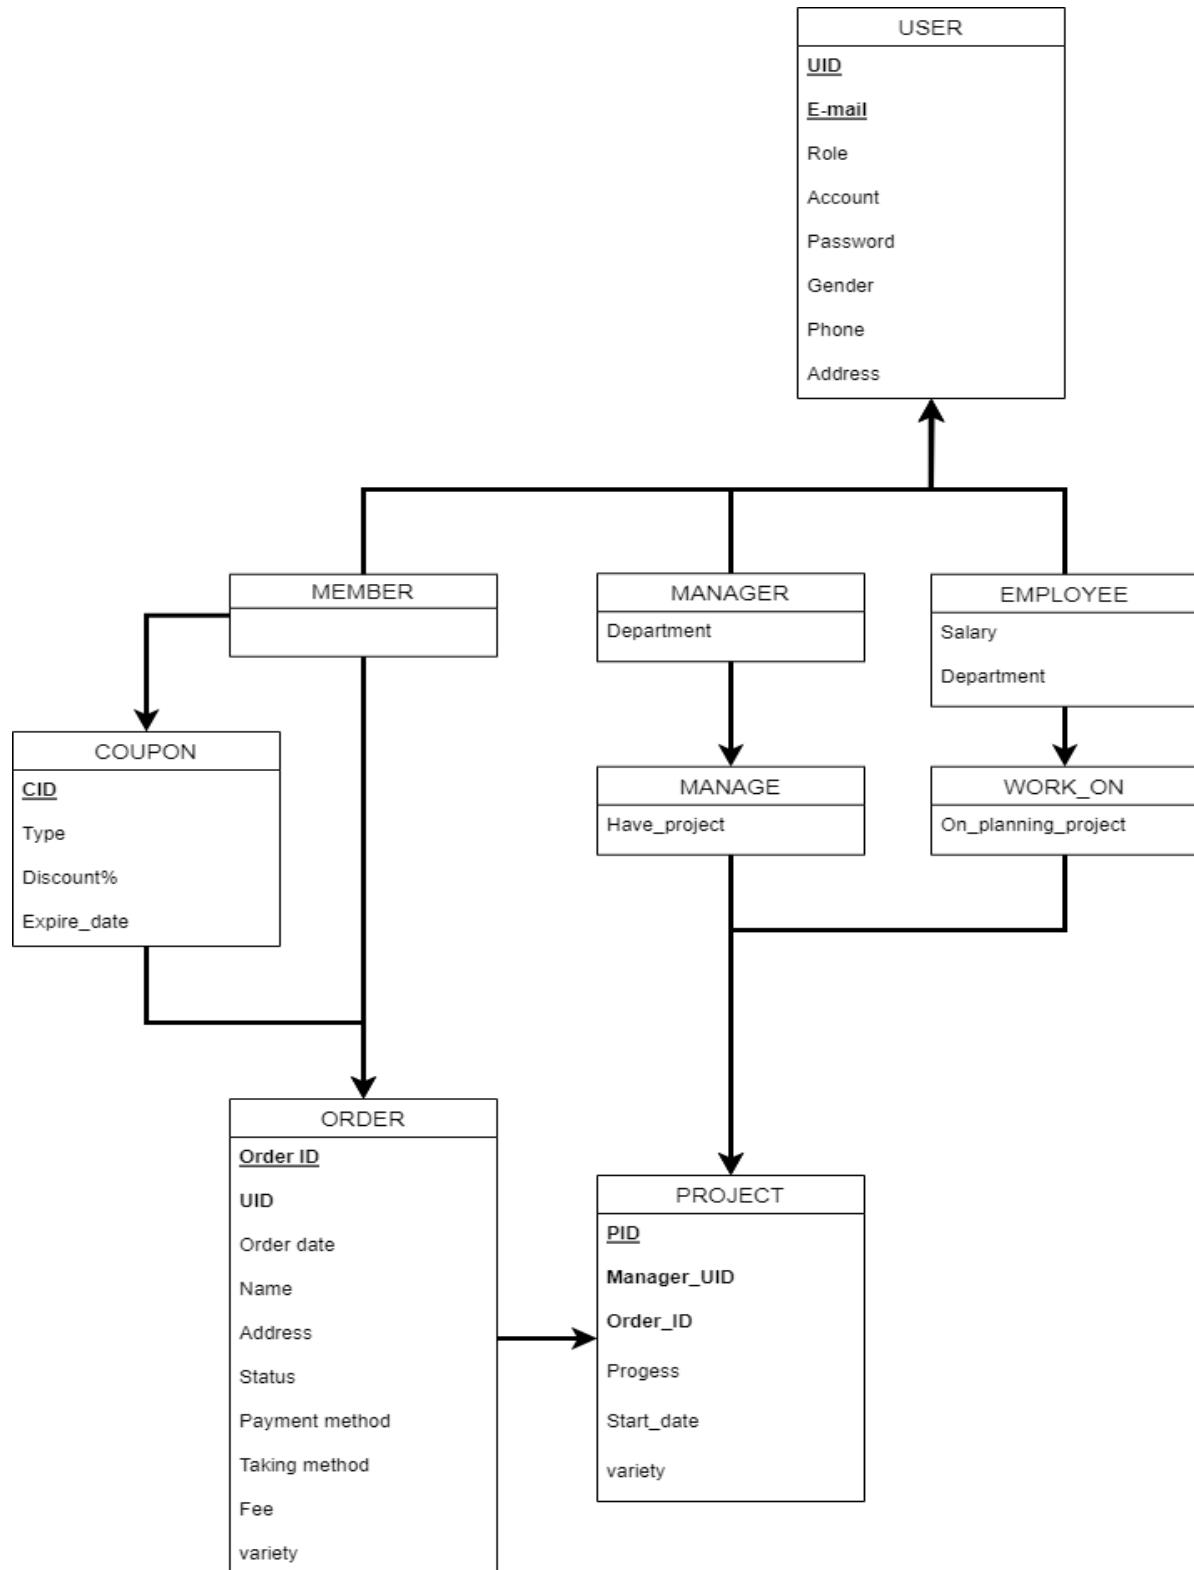 USER
UID
E-mail
Role
Account
Password
Gender
Phone
Address
MEMBER
MANAGER
Department
EMPLOYEE
Salary
Department
COUPON
CID
Type
Discount%
Expire_date
MANAGE
Have_project
WORK_ON
On_planning_project
ORDER
Order ID
UID
Order date
Name
Address
Status
Payment method
Taking method
Fee
variety
PROJECT
PID
Manager_UID
Order_ID
Progess
Start_date
variety